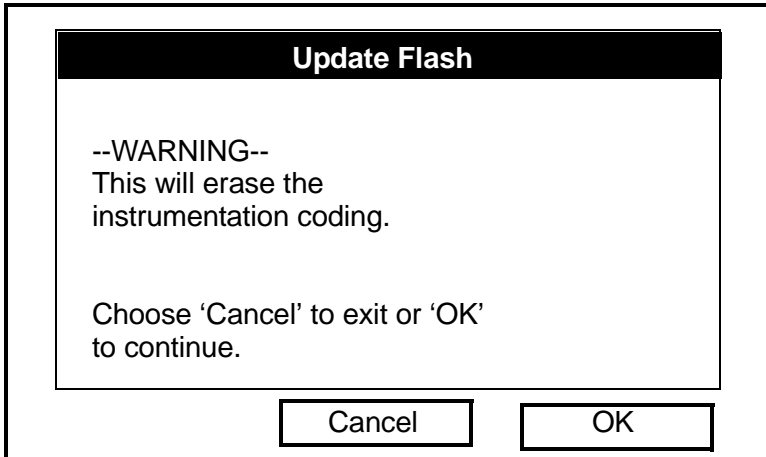 Update Flash
--WARNING--
This will erase the
instrumentation coding.
Choose ‘Cancel’ to exit or ‘OK’
to continue.
Cancel
OK